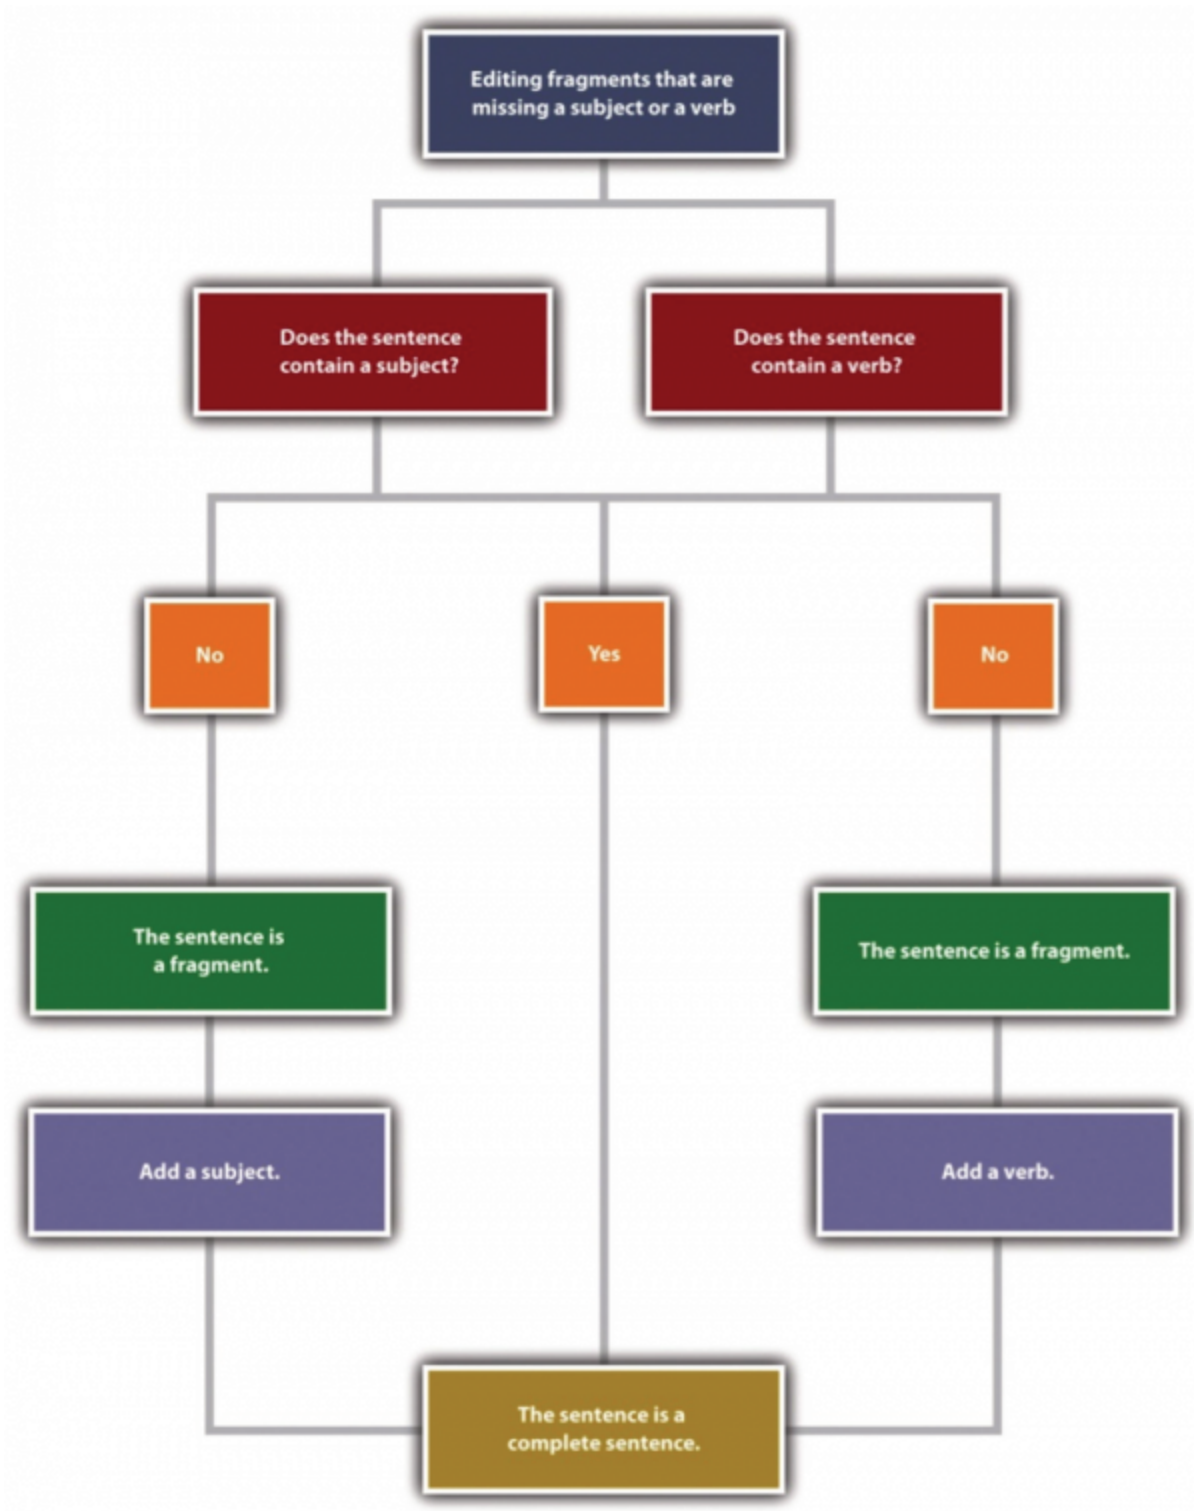 Editing fragments that are
missing a subject or a verb
Does the sentence
contain a subject?
Does the sentence
contain a verb?
No
Yes
No
The sentence is
a fragment.
The sentence is a fragment.
Add a subject.
Add a verb.
The sentence is a
complete sentence.